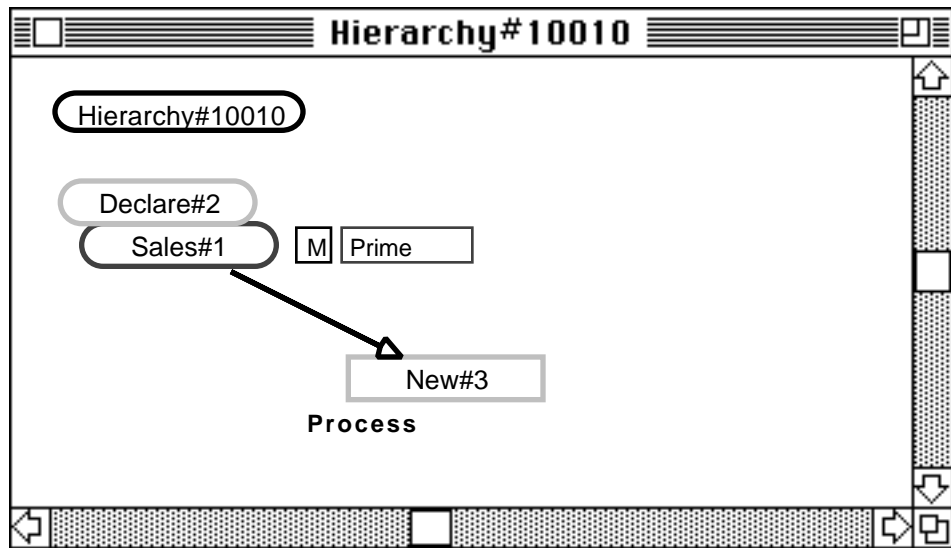 Hierarchy#10010
Hierarchy#10010
Declare#2
Sales#1 M Prime
New#3
Process